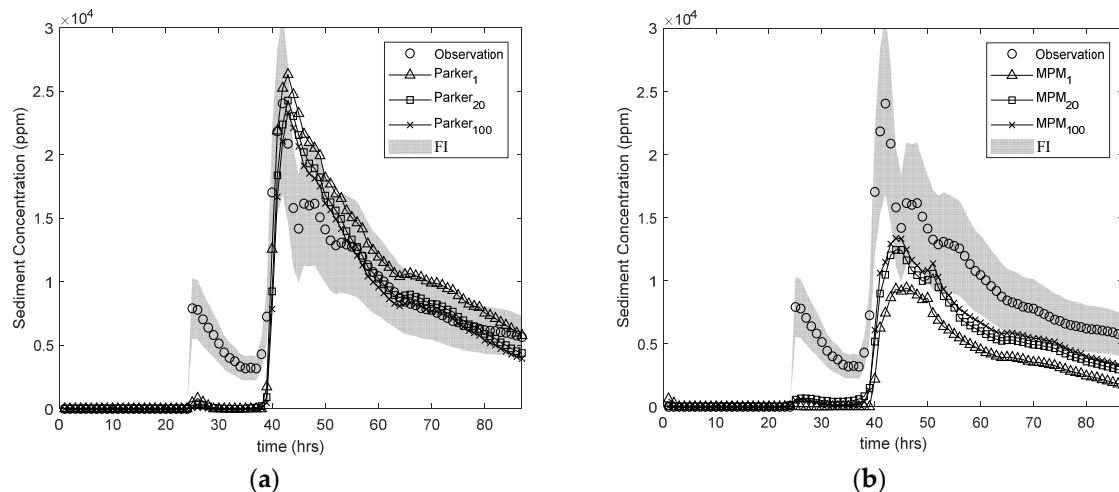 ×10⁴
3
2.5
2
1.5
1
0.5
0
Sediment Concentration (ppm)
0 10 20 30 40 50 60 70 80
time (hrs)
Observation
Parker₁
Parker₂₀
Parker₁₀₀
FI
(a)
×10⁴
3
2.5
2
1.5
1
0.5
0
Sediment Concentration (ppm)
0 10 20 30 40 50 60 70 80
time (hrs)
Observation
MPM₁
MPM₂₀
MPM₁₀₀
FI
(b)